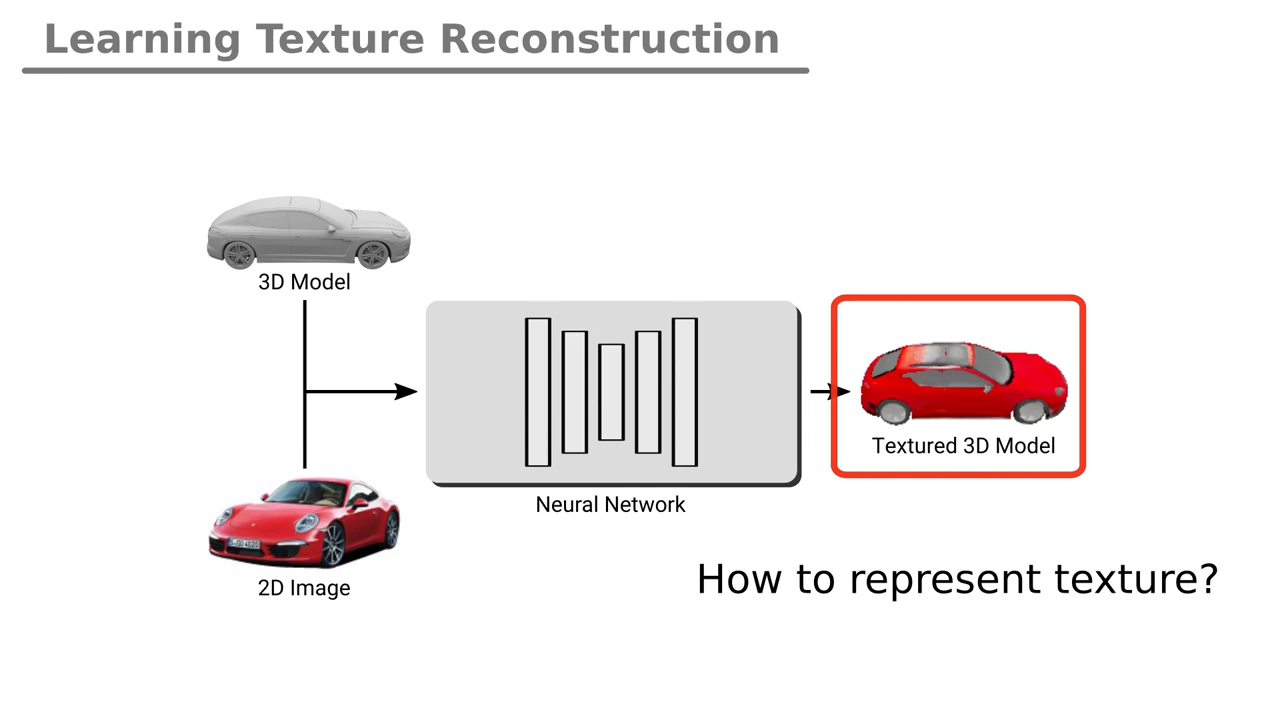 Learning Texture Reconstruction
3D Model
Neural Network
Textured 3D Model
2D Image
How to represent texture?